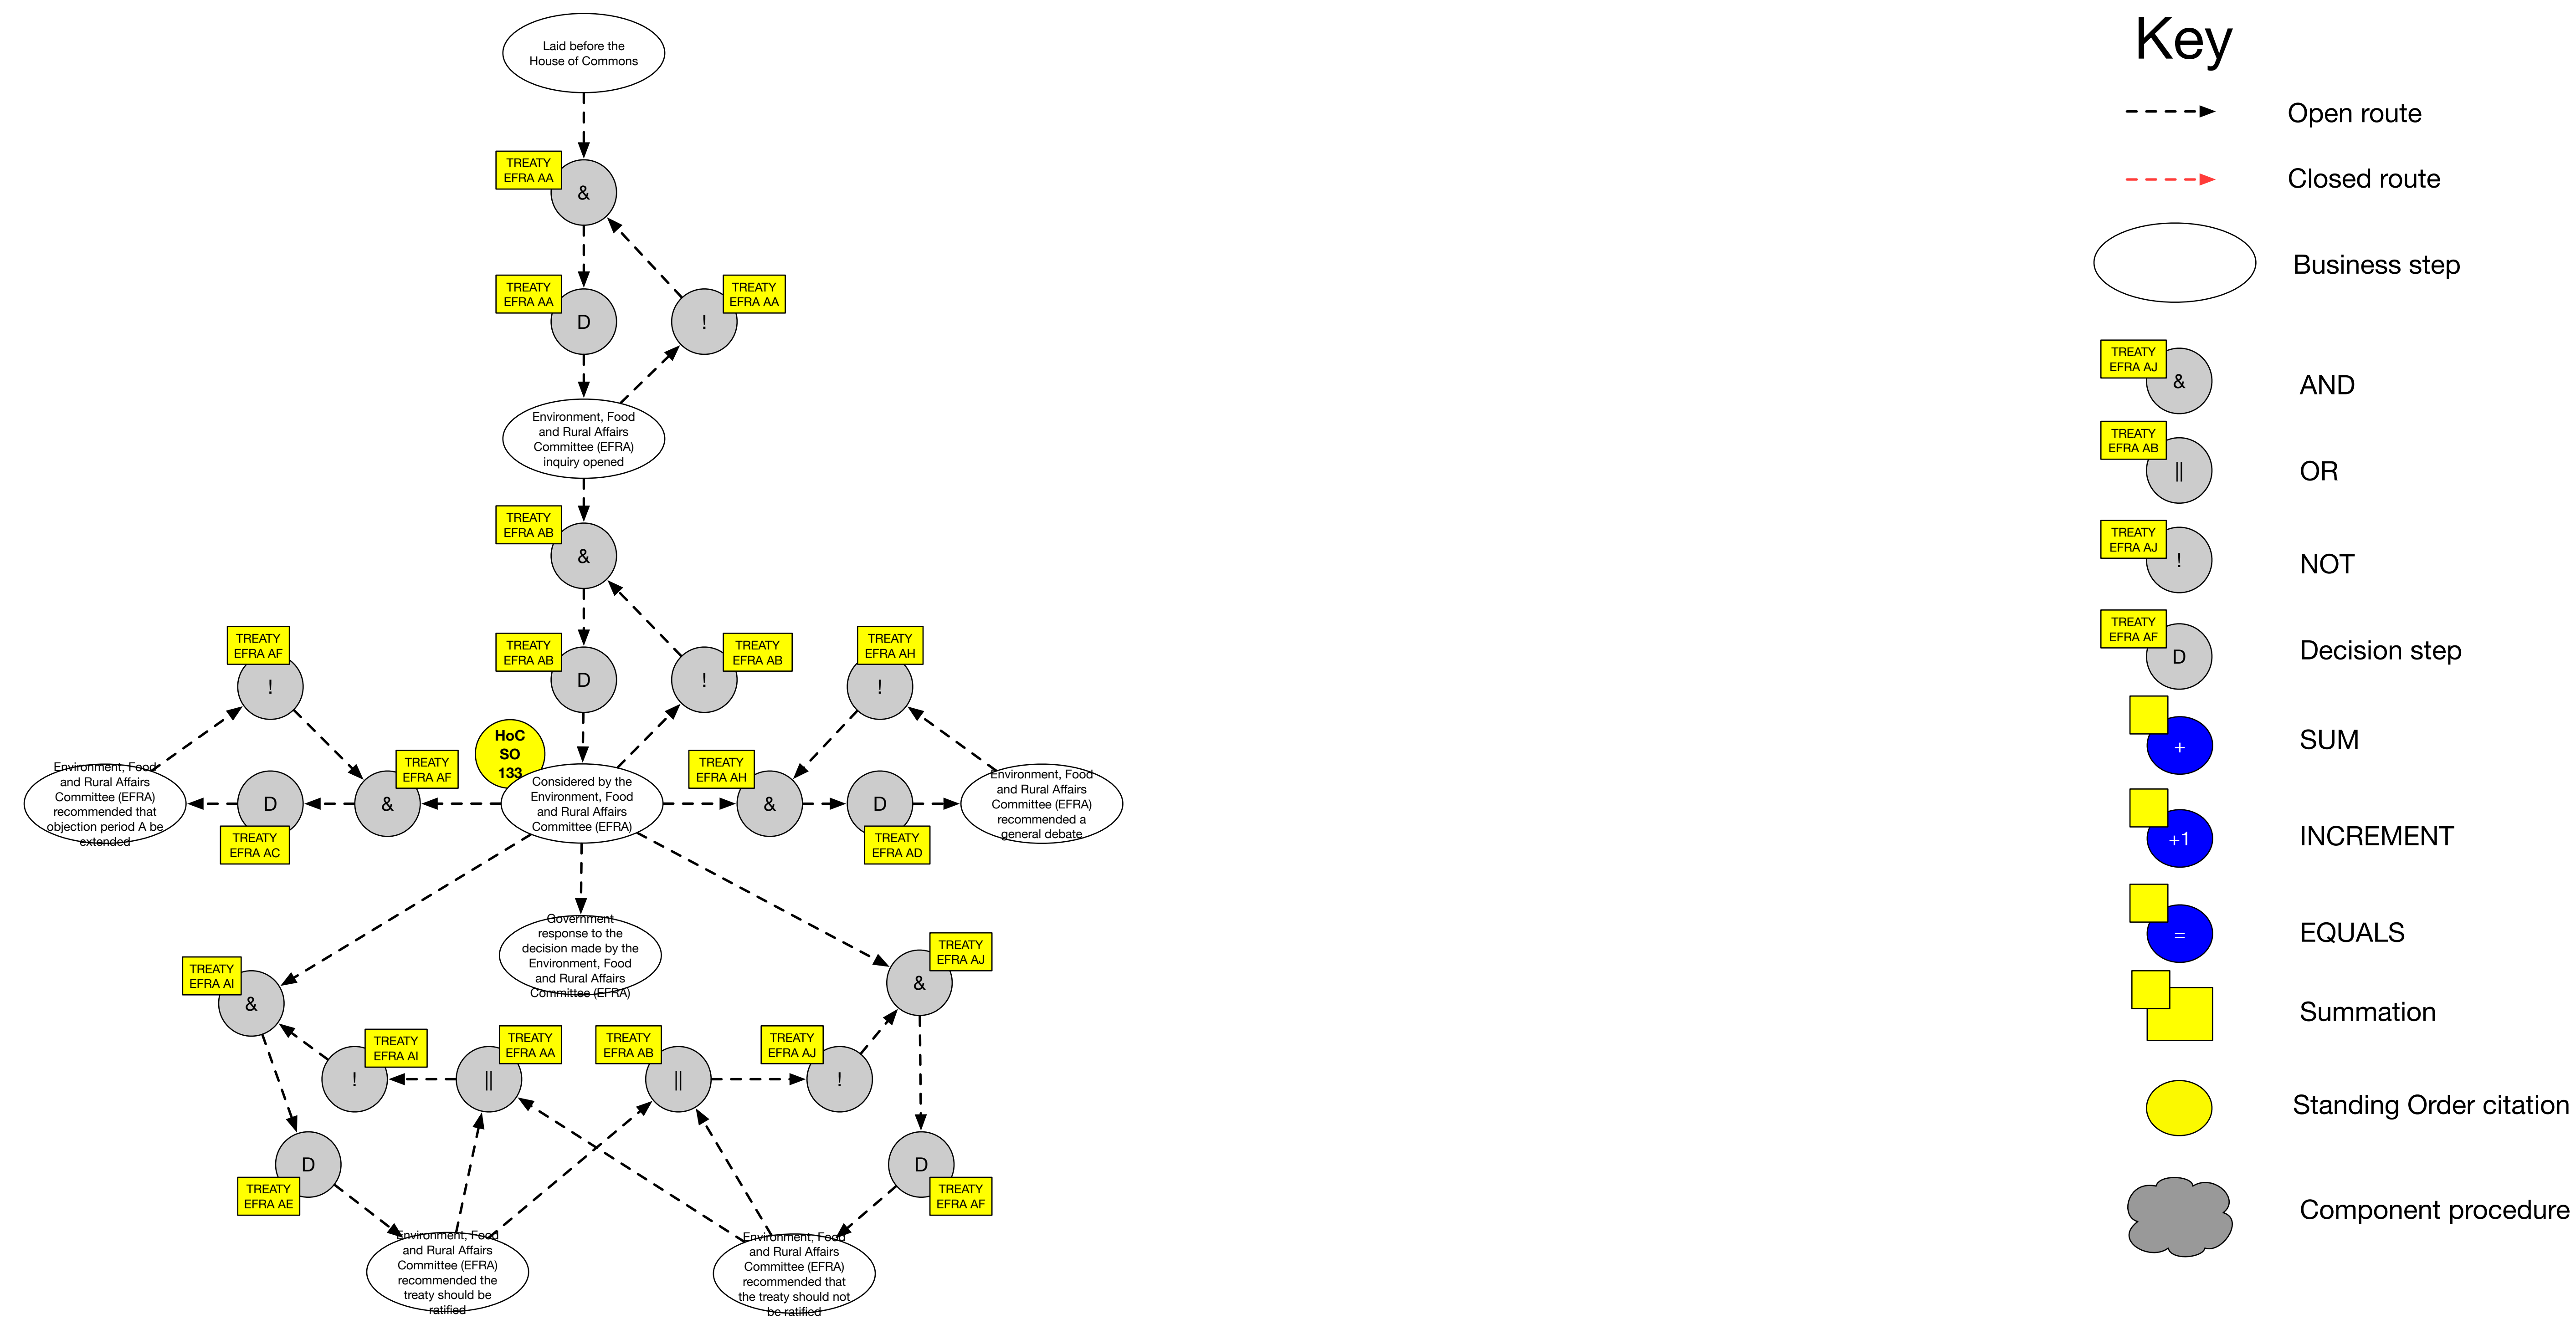 Key
Laid before the
House of Commons
Open route
TREATY
EFRA AA
&
Closed route
Business step
TREATY
EFRA AA
D
!
TREATY
EFRA AA
Environment, Food
and Rural Affairs
Committee (EFRA)
inquiry opened
TREATY
EFRA AJ
&
AND
TREATY
EFRA AB
||
OR
TREATY
EFRA AB
&
TREATY
EFRA AJ
!
NOT
TREATY
EFRA AF
!
TREATY
EFRA AB
D
!
TREATY
EFRA AB
TREATY
EFRA AH
!
TREATY
EFRA AF
D
Decision step
+
SUM
HoC
SO
133
Environment, Food
and Rural Affairs
Committee (EFRA)
recommended that
objection period A be
extended
D
TREATY
EFRA AC
TREATY
EFRA AF
&
Considered by the
Environment, Food
and Rural Affairs
Committee (EFRA)
TREATY
EFRA AH
&
D
TREATY
EFRA AD
Environment, Food
and Rural Affairs
Committee (EFRA)
recommended a
general debate
+1
INCREMENT
=
EQUALS
Government
response to the
decision made by the
Environment, Food
and Rural Affairs
Committee (EFRA)
TREATY
EFRA AI
&
TREATY
EFRA AJ
&
Summation
TREATY
EFRA AI
!
TREATY
EFRA AA
||
TREATY
EFRA AB
||
TREATY
EFRA AJ
!
Standing Order citation
D
TREATY
EFRA AE
D
TREATY
EFRA AF
Component procedure
Environment, Food
and Rural Affairs
Committee (EFRA)
recommended the
treaty should be
ratified
Environment, Food
and Rural Affairs
Committee (EFRA)
recommended that
the treaty should not
be ratified